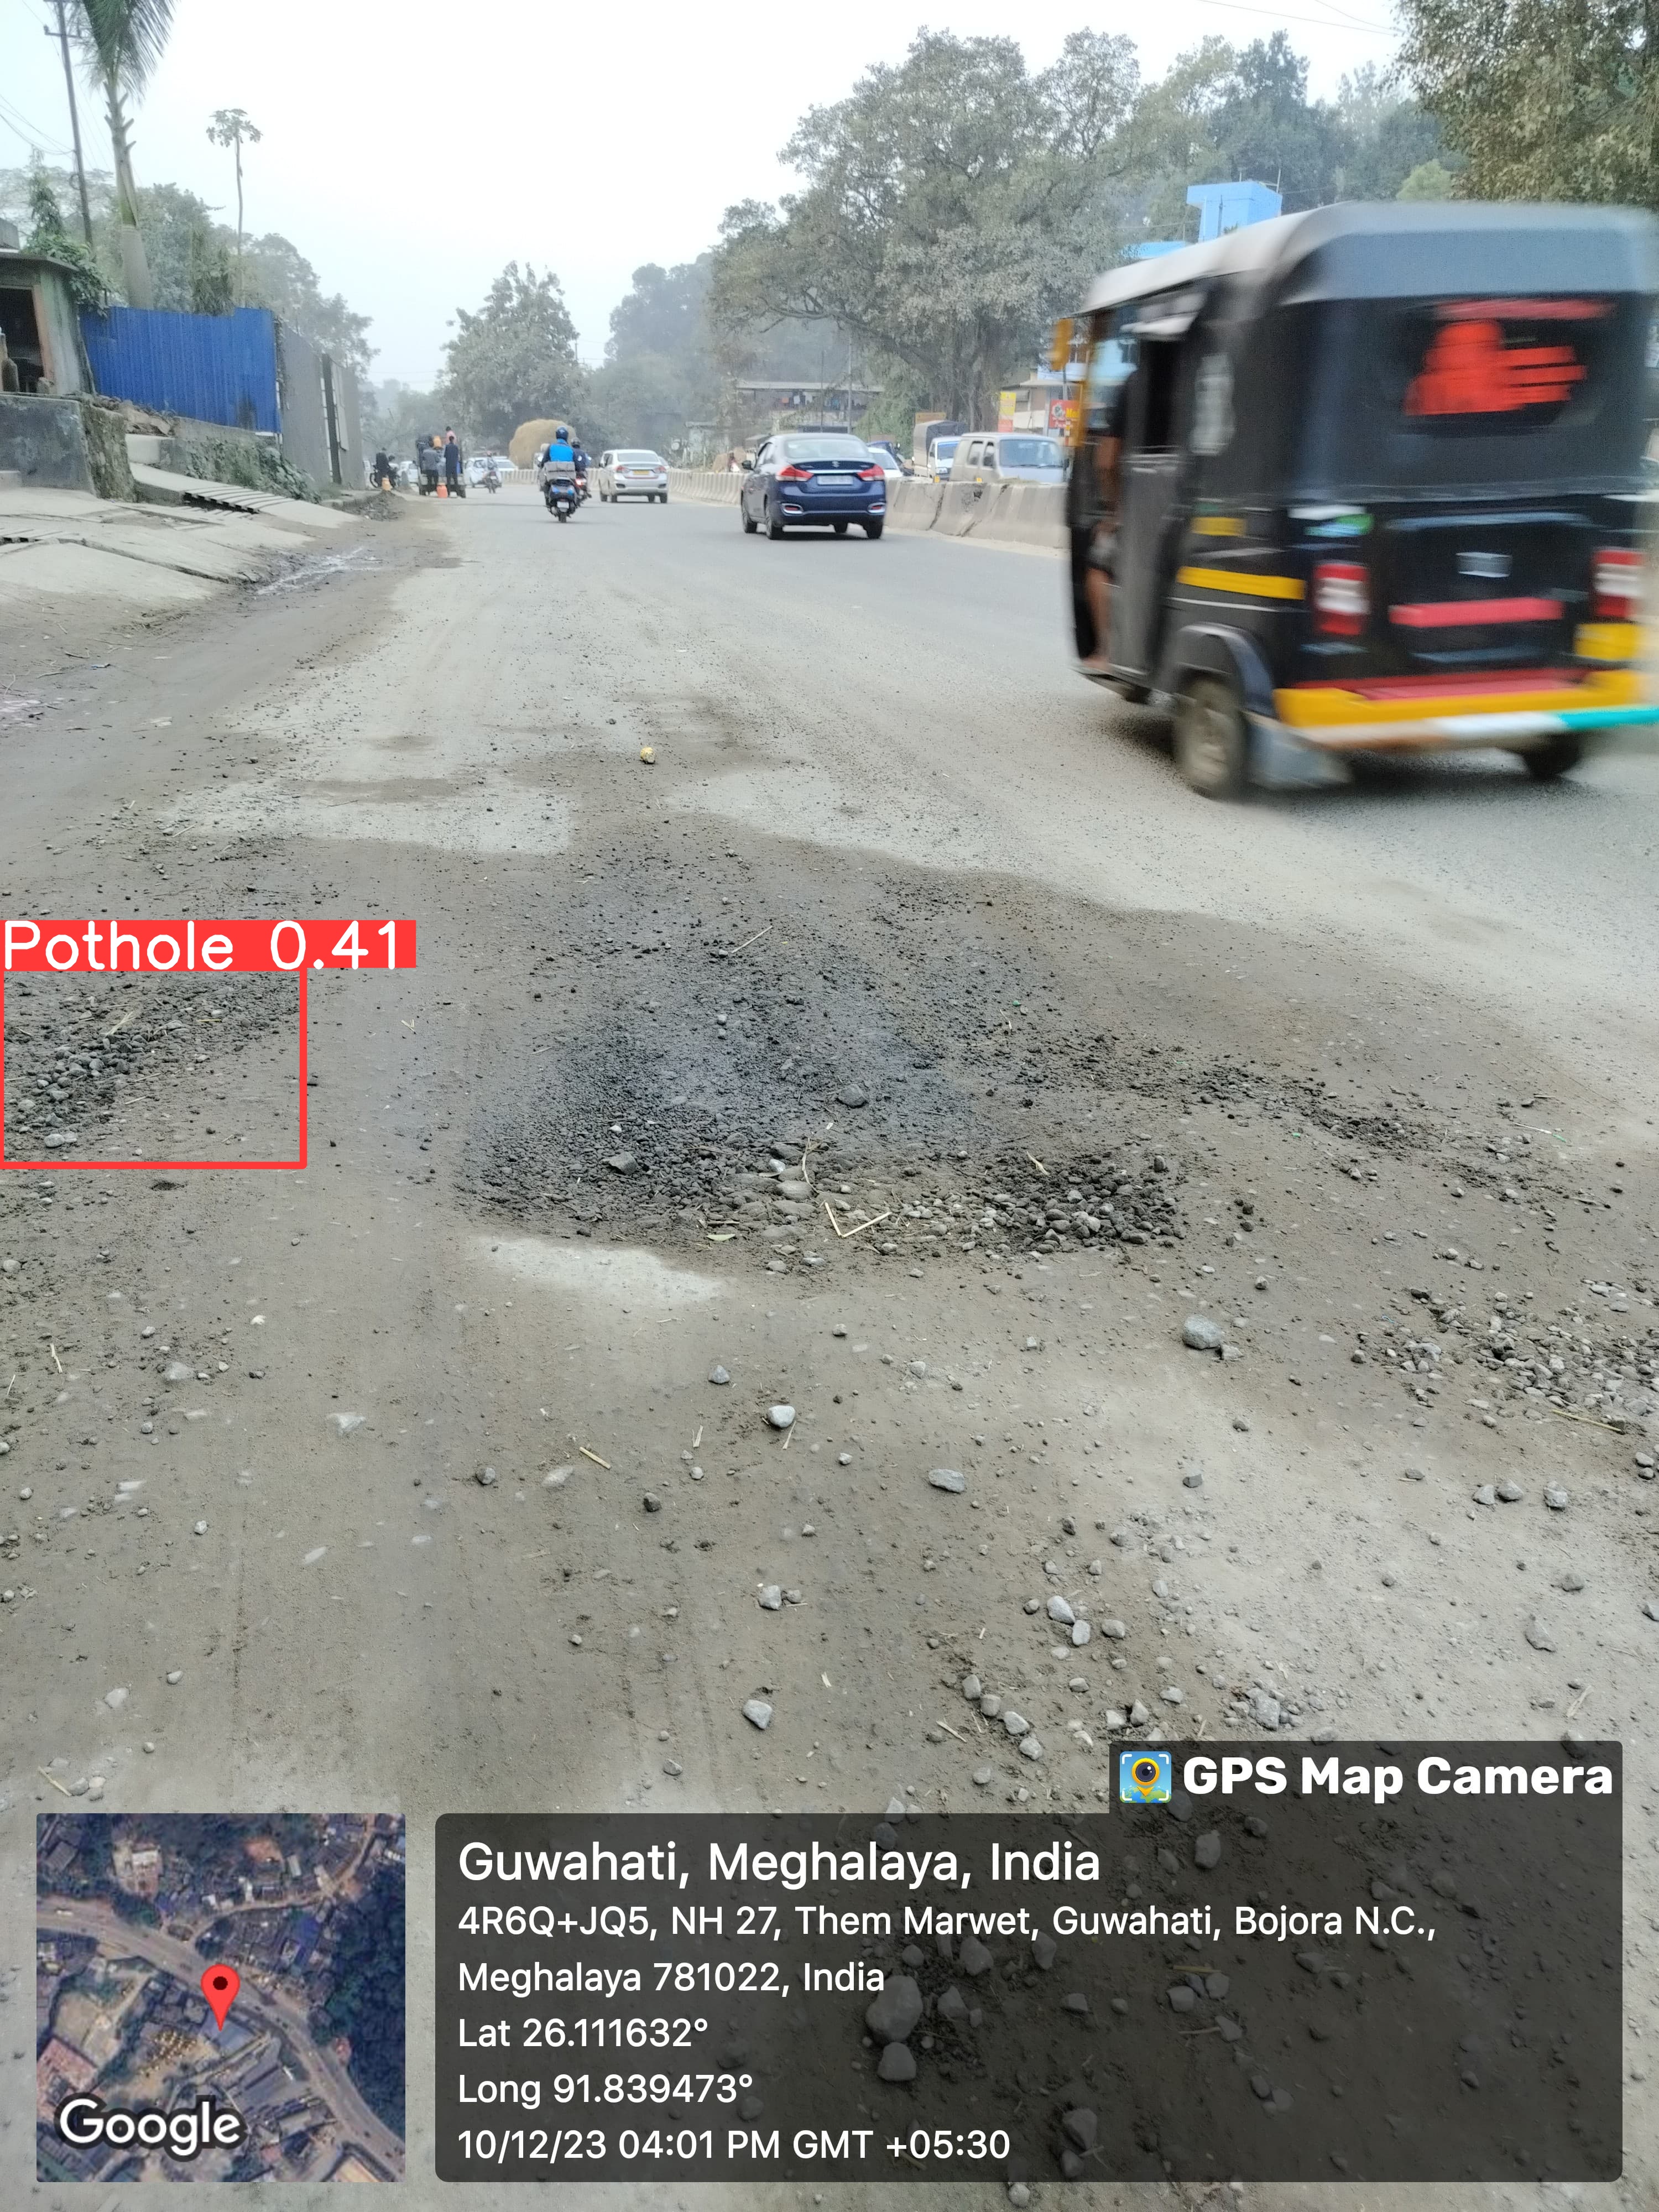 Pothole 0.41
GPS Map Camera
Guwahati, Meghalaya, India
4R6Q+JQ5, NH 27, Them Marwet, Guwahati, Bojora N.C.,
Meghalaya 781022, India
Lat 26.111632°
Long 91.839473°
10/12/23 04:01 PM GMT +05:30
Google